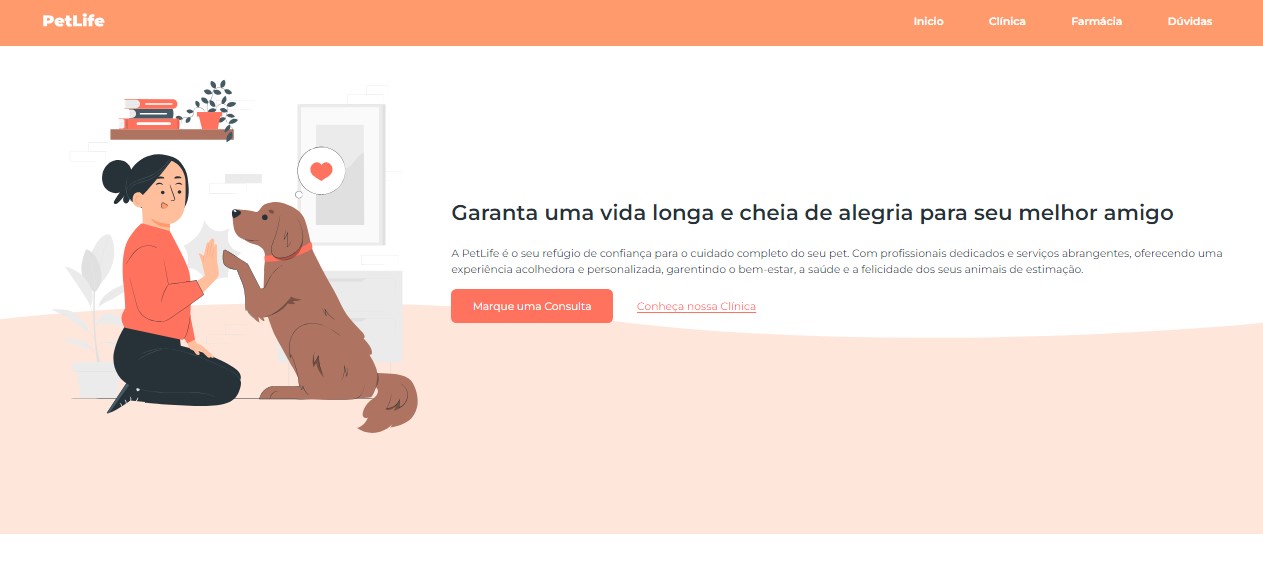 PetLife
Inicio Clínica Farmácia Dúvidas
Garanta uma vida longa e cheia de alegria para seu melhor amigo
A PetLife é o seu refúgio de confiança para o cuidado completo do seu pet. Com profissionais dedicados e serviços abrangentes, oferecendo uma
experiência acolhedora e personalizada, garentindo o bem-estar, a saúde e a felicidade dos seus animais de estimação.
Marque uma Consulta
Conheça nossa Clínica